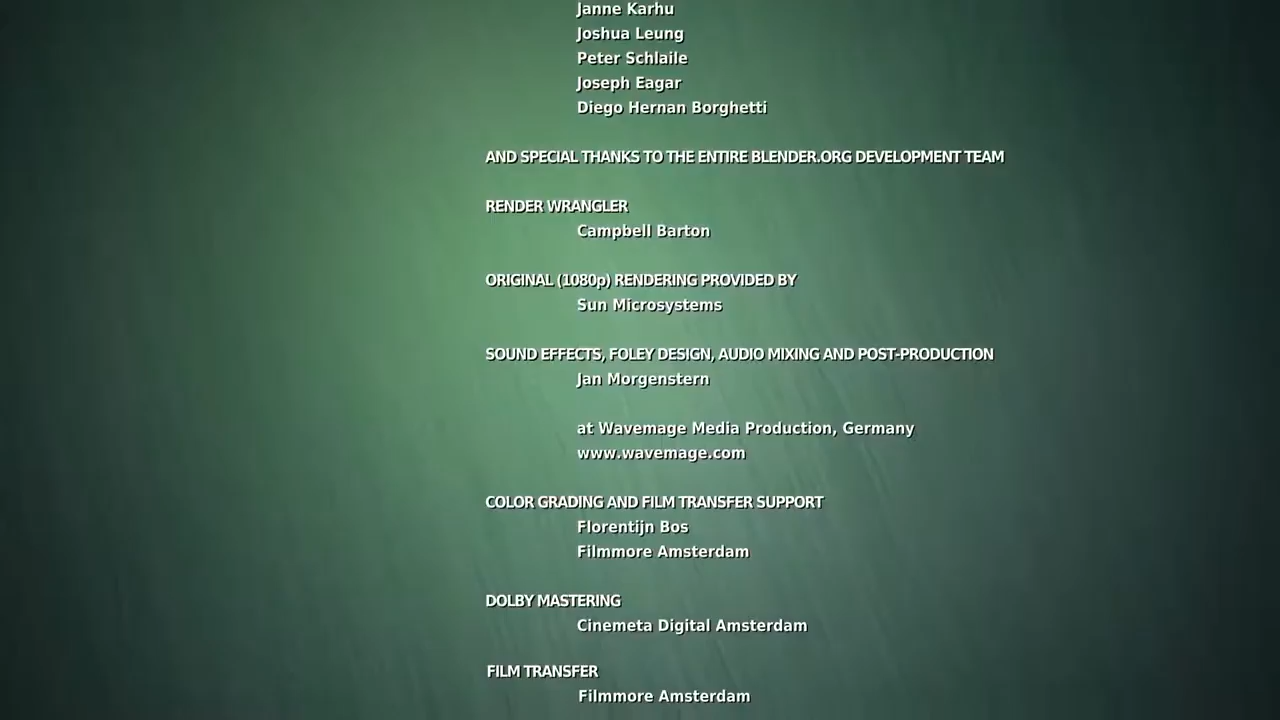 Janne Karhu
Joshua Leung
Peter Schlaile
Joseph Eagar
Diego Hernan Borghetti
AND SPECIAL THANKS TO THE ENTIRE BLENDER.ORG DEVELOPMENT TEAM
RENDER WRANGLER
Campbell Barton
ORIGINAL (1080p) RENDERING PROVIDED BY
Sun Microsystems
SOUND EFFECTS, FOLEY DESIGN, AUDIO MIXING AND POST-PRODUCTION
Jan Morgenstern
at Wavemage Media Production, Germany
www.wavemage.com
COLOR GRADING AND FILM TRANSFER SUPPORT
Florentijn Bos
Filmmore Amsterdam
DOLBY MASTERING
Cinemeta Digital Amsterdam
FILM TRANSFER
Filmmore Amsterdam